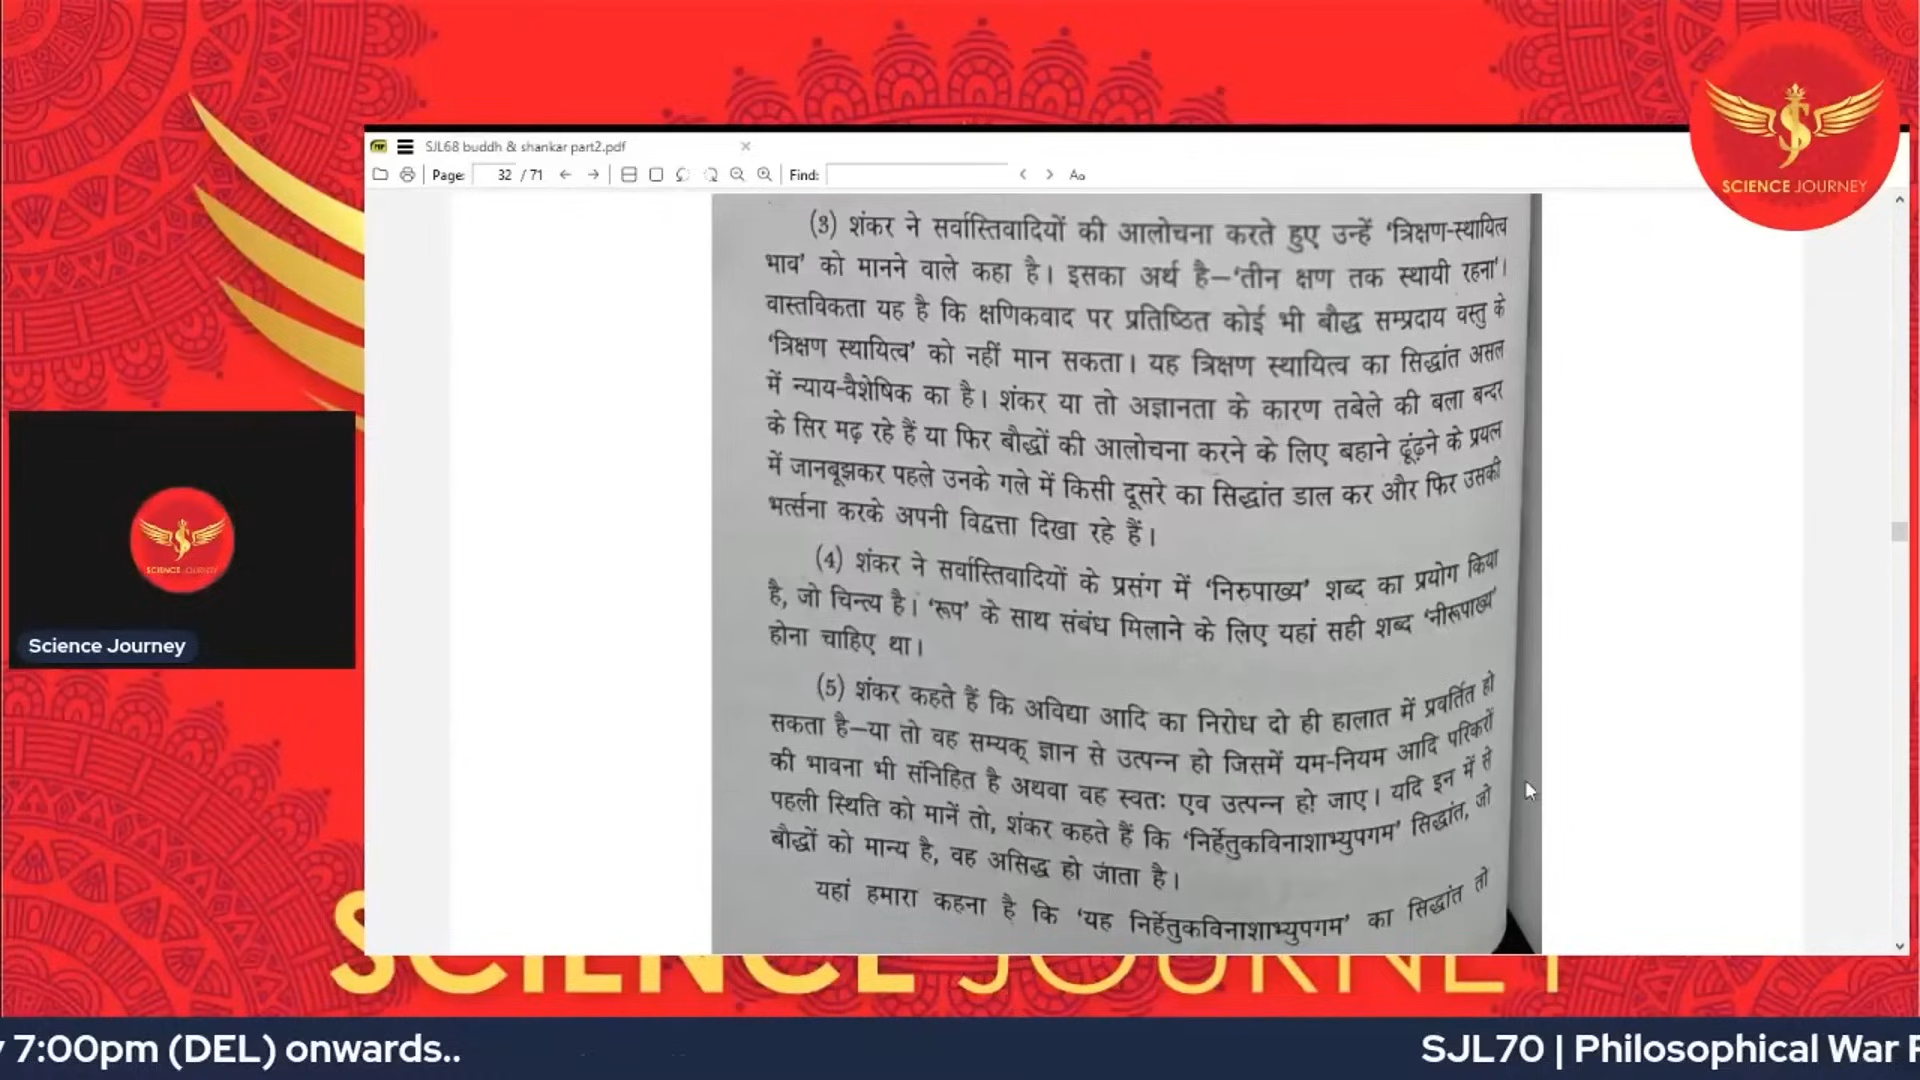 SJL68 buddh & shankar part2.pdf
Page: 32 / 71 Find: Aa
SCIENCE JOURNEY
(3) शंकर ने सर्वास्तिवादियों की आलोचना करते हुए उन्हें ‘त्रिक्षण-स्थायित्व
भाव’ को मानने वाले कहा है। इसका अर्थ है–‘तीन क्षण तक स्थायी रहना’।
वास्तविकता यह है कि क्षणिकवाद पर प्रतिष्ठित कोई भी बौद्ध सम्प्रदाय वस्तु के
‘त्रिक्षण स्थायित्व’ को नहीं मान सकता। यह त्रिक्षण स्थायित्व का सिद्धांत असल
में न्याय-वैशेषिक का है। शंकर या तो अज्ञानता के कारण तबेले की बला बन्दर
के सिर मढ़ रहे हैं या फिर बौद्धों की आलोचना करने के लिए बहाने ढूंढ़ने के प्रयत्न
में जानबूझकर पहले उनके गले में किसी दूसरे का सिद्धांत डाल कर और फिर उसकी
भर्त्सना करके अपनी विद्वत्ता दिखा रहे हैं।
(4) शंकर ने सर्वास्तिवादियों के प्रसंग में ‘निरुपाख्य’ शब्द का प्रयोग किया
है, जो चिन्त्य है। ‘रूप’ के साथ संबंध मिलाने के लिए यहां सही शब्द ‘नीरूपाख्य’
होना चाहिए था।
(5) शंकर कहते हैं कि अविद्या आदि का निरोध दो ही हालात में प्रवर्तित हो
सकता है–या तो वह सम्यक् ज्ञान से उत्पन्न हो जिसमें यम-नियम आदि परिकरों
की भावना भी संनिहित है अथवा वह स्वतः एव उत्पन्न हो जाए। यदि इन में से
पहली स्थिति को मानें तो, शंकर कहते हैं कि ‘निर्हेतुकविनाशाभ्युपगम’ सिद्धांत, जो
बौद्धों को मान्य है, वह असिद्ध हो जाता है।
यहां हमारा कहना है कि ‘यह निर्हेतुकविनाशाभ्युपगम’ का सिद्धांत तो
SCIENCE JOURNEY
Science Journey
SCIENCE JOURNEY
7:00pm (DEL) onwards..
SJL70 | Philosophical War